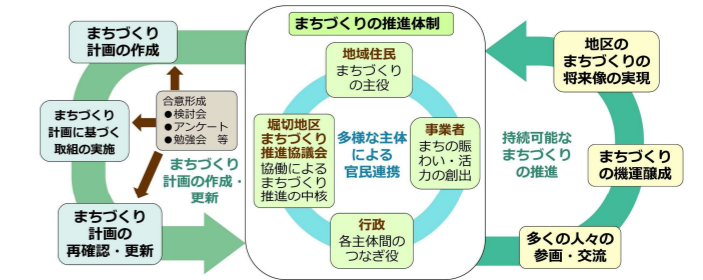 まちづくり
計画の作成
合意形成
●検討会
●アンケート
●勉強会　等
まちづくり
計画に基づく
取組の実施
まちづくり
計画の作成・
更新
まちづくり
計画の
再確認・更新
まちづくりの推進体制
地域住民
まちづくり
の主役
堀切地区
まちづくり
推進協議会
協働による
まちづくり
推進の中核
多様な主体
による
官民連携
事業者
まちの賑
わい・活
力の創出
行政
各主体間の
つなぎ役
地区の
まちづくりの
将来像の実現
持続可能な
まちづくり
の推進
まちづくり
の機運醸成
多くの人々の
参画・交流